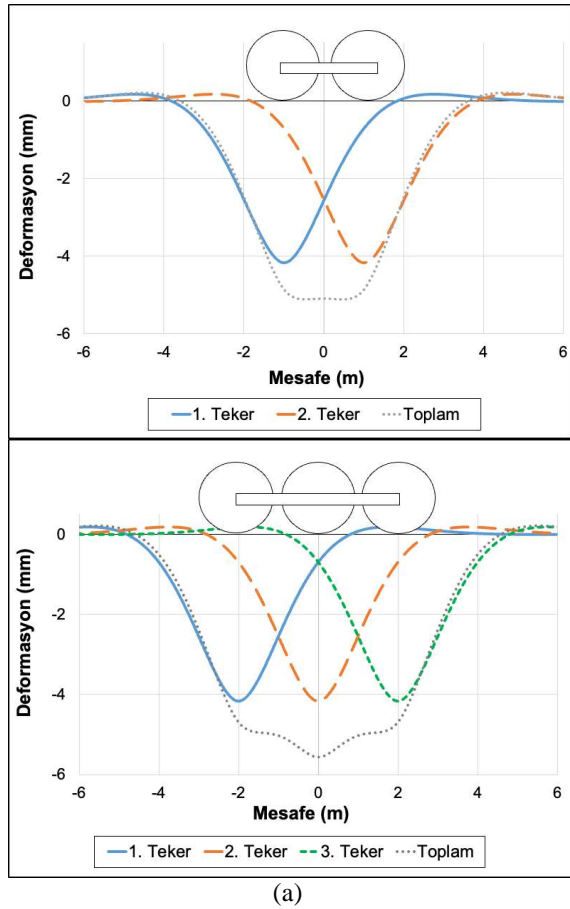 0
-2
-4
-6
Deformasyon (mm)
-6 -4 -2 0 2 4 6
Mesafe (m)
1. Teker 2. Teker Toplam
0
-2
-4
-6
Deformasyon (mm)
-6 -4 -2 0 2 4 6
Mesafe (m)
1. Teker 2. Teker 3. Teker Toplam
(a)